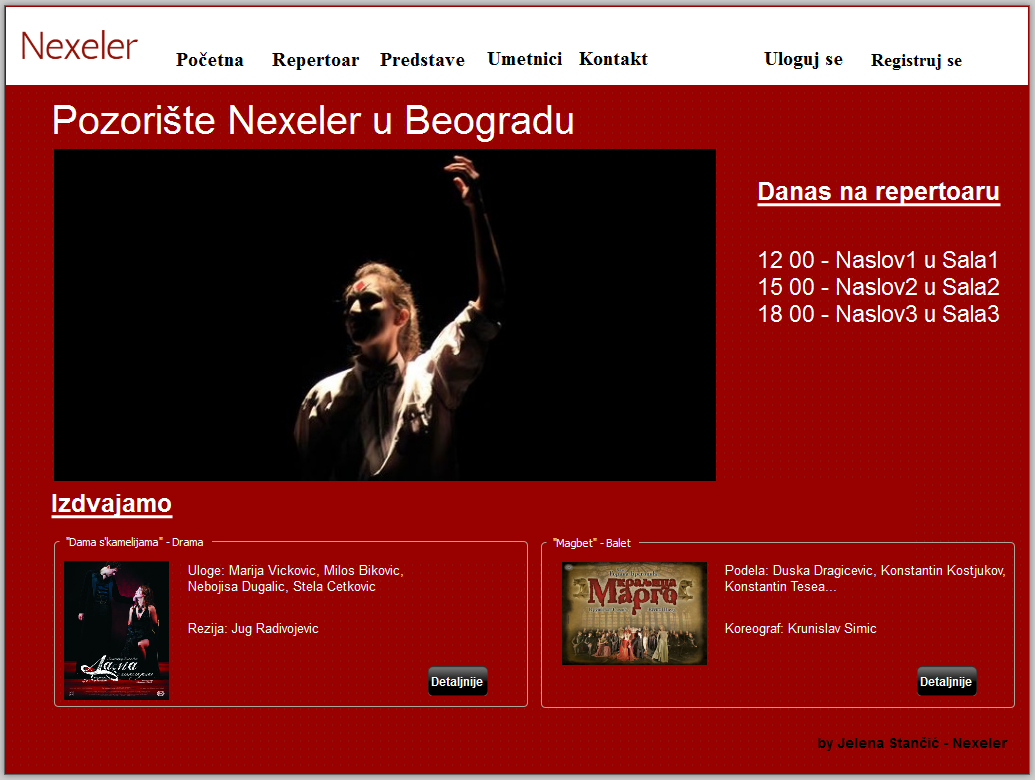 Nexeler
Početna Repertoar Predstave Umetnici Kontakt Uloguj se Registruj se
Pozorište Nexeler u Beogradu
Danas na repertoaru
12 00 - Naslov1 u Sala1
15 00 - Naslov2 u Sala2
18 00 - Naslov3 u Sala3
Izdvajamo
"Dama s'kamelijama" - Drama
Uloge: Marija Vickovic, Milos Bikovic,
Nebojisa Dugalic, Stela Cetkovic
Rezija: Jug Radivojevic
Дама
Detaljnije
"Magbet" - Balet
Марго
Podela: Duska Dragicevic, Konstantin Kostjukov,
Konstantin Tesea...
Koreograf: Krunislav Simic
Detaljnije
by Jelena Stančić - Nexeler